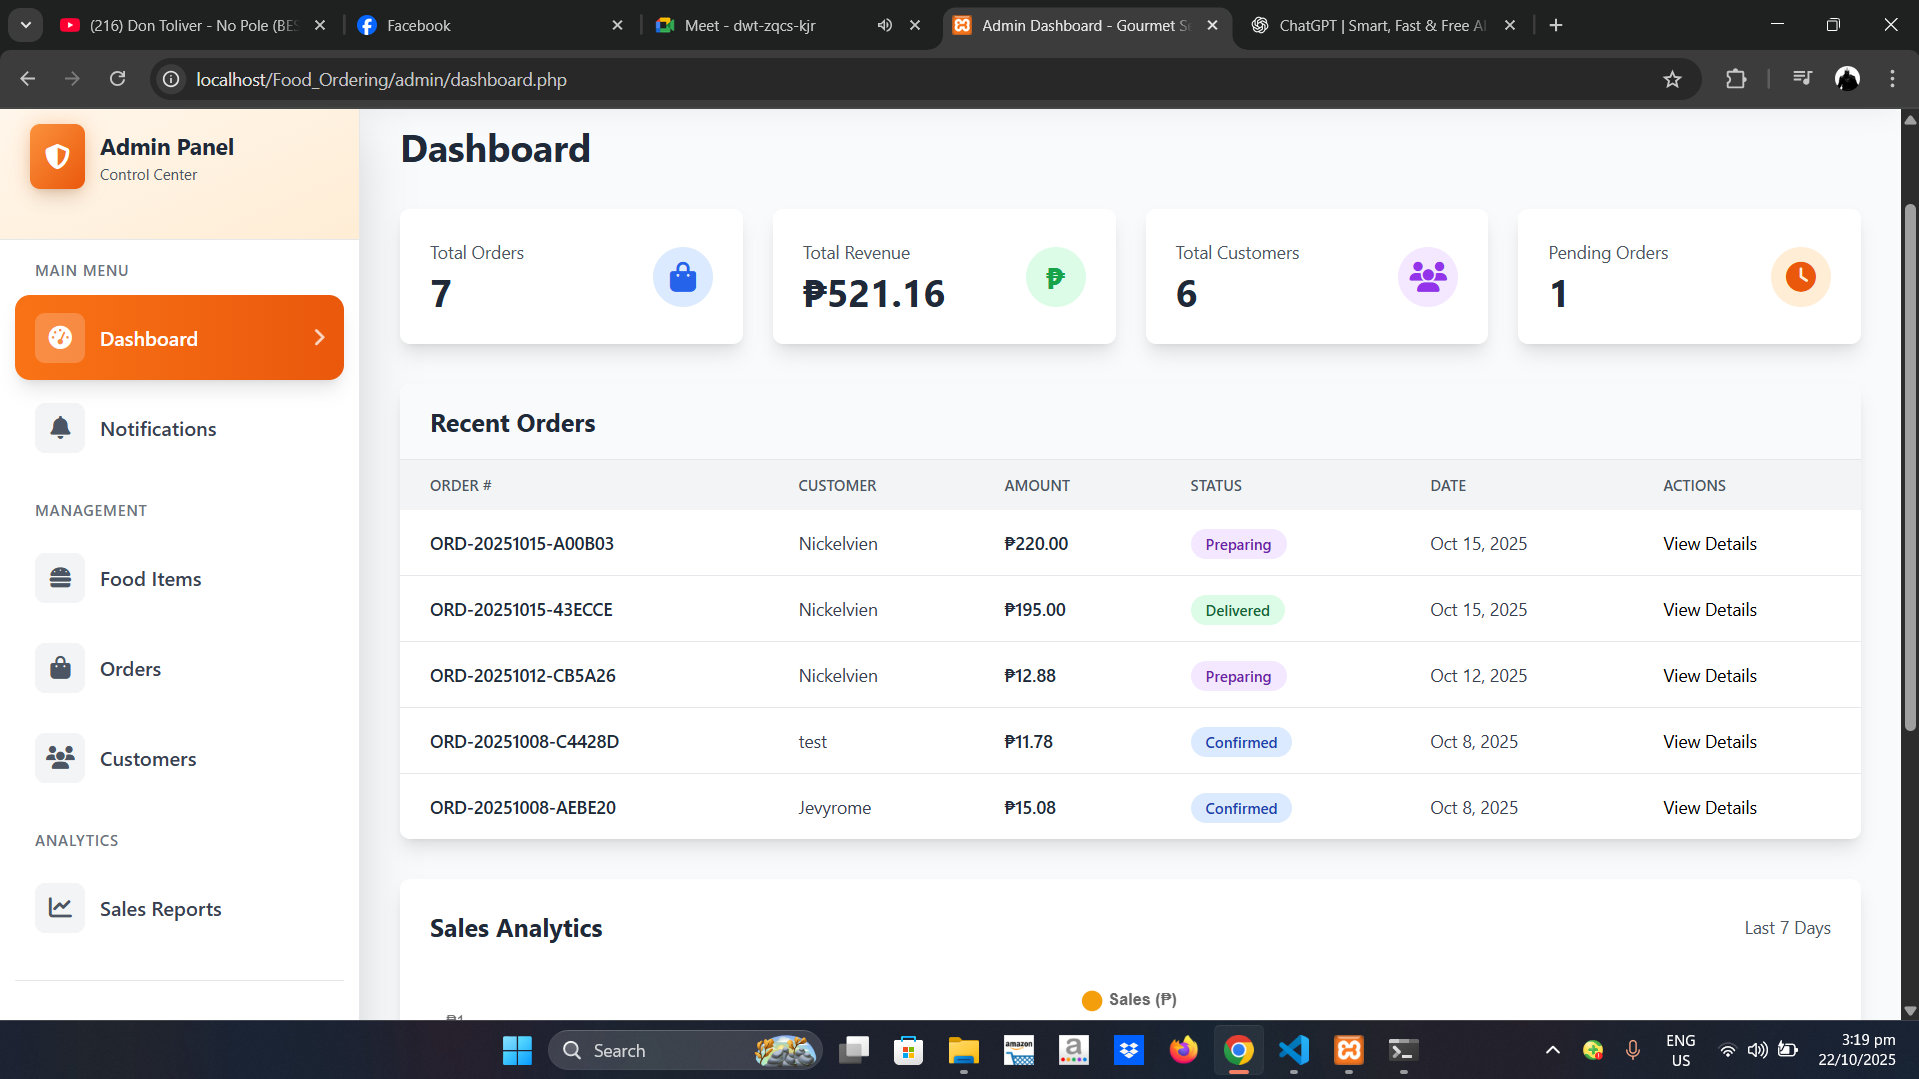 (216) Don Toliver - No Pole (BES
Facebook
Meet - dwt-zqcs-kjr
Admin Dashboard - Gourmet Se
ChatGPT | Smart, Fast & Free AI
localhost/Food_Ordering/admin/dashboard.php
Admin Panel
Control Center
MAIN MENU
Dashboard
Notifications
MANAGEMENT
Food Items
Orders
Customers
ANALYTICS
Sales Reports
Dashboard
Total Orders
7
Total Revenue
₱521.16
₱
Total Customers
6
Pending Orders
1
Recent Orders
ORDER # CUSTOMER AMOUNT STATUS DATE ACTIONS
ORD-20251015-A00B03 Nickelvien ₱220.00 Preparing Oct 15, 2025 View Details
ORD-20251015-43ECCE Nickelvien ₱195.00 Delivered Oct 15, 2025 View Details
ORD-20251012-CB5A26 Nickelvien ₱12.88 Preparing Oct 12, 2025 View Details
ORD-20251008-C4428D test ₱11.78 Confirmed Oct 8, 2025 View Details
ORD-20251008-AEBE20 Jevyrome ₱15.08 Confirmed Oct 8, 2025 View Details
Sales Analytics
Last 7 Days
Sales (₱)
₱1
Search
amazon
a
ENG
US
3:19 pm
22/10/2025